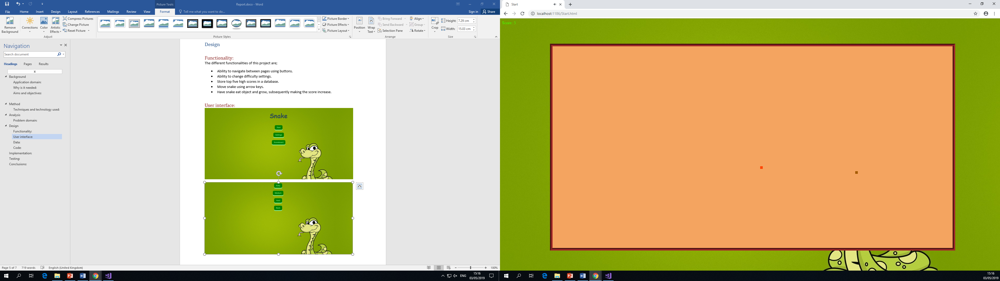 Picture Tools
Report.docx - Word
File Home Insert Design Layout References Mailings Review View Format Tell me what you want to do... Sign in Share
Remove Background
Corrections
Color
Artistic Effects
Compress Pictures
Change Picture
Reset Picture
Adjust
Picture Styles
Picture Border
Picture Effects
Picture Layout
Position
Wrap Text
Bring Forward
Send Backward
Selection Pane
Align
Group
Rotate
Arrange
Crop
Height: 7.29 cm
Width: 15.03 cm
Size
Navigation
Search document
Headings Pages Results
Background
Application domain:
Why is it needed:
Aims and objectives:
Method
Techniques and technology used:
Analysis
Problem domain:
Design
Functionality:
User interface:
Data:
Code:
Implementation:
Testing:
Conclusions:
Design
Functionality:
The different functionalities of this project are;
• Ability to navigate between pages using buttons.
• Ability to change difficulty settings.
• Store top five high scores in a database.
• Move snake using arrow keys.
• Have snake eat object and grow, subsequently making the score increase.
User interface:
Snake
Start
Settings
Scoreboard
Easy
Medium
Hard
Back
Page 5 of 7 719 words English (United Kingdom) 100%
ENG
15:16
03/05/2019
Start
localhost:1186/Start.html
Score: 5
15:16
03/05/2019